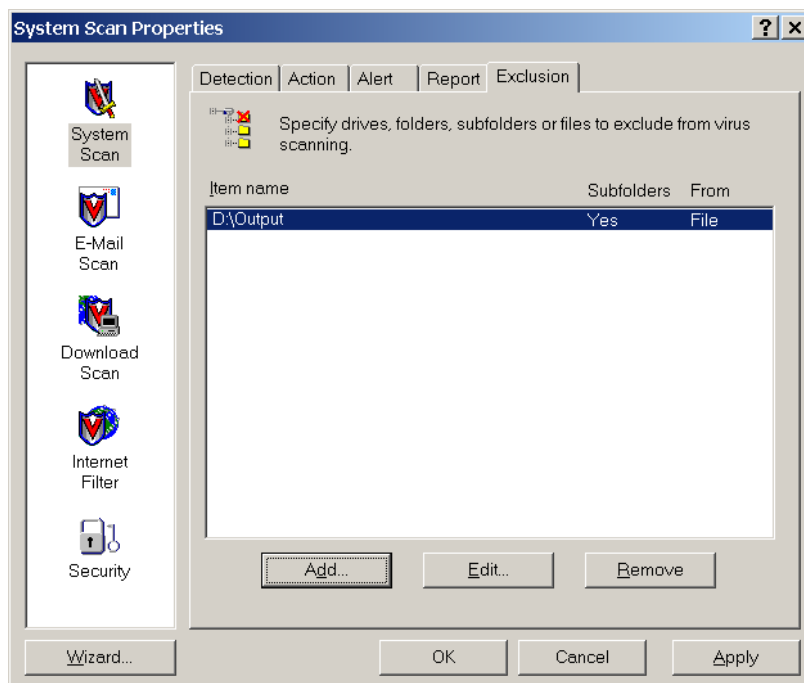 System Scan Properties
Detection Action Alert Report Exclusion
System
Scan
E-Mail
Scan
Download
Scan
Internet
Filter
Security
Specify drives, folders, subfolders or files to exclude from virus
scanning.
Item name Subfolders From
D:\Output Yes File
Add... Edit... Remove
Wizard... OK Cancel Apply